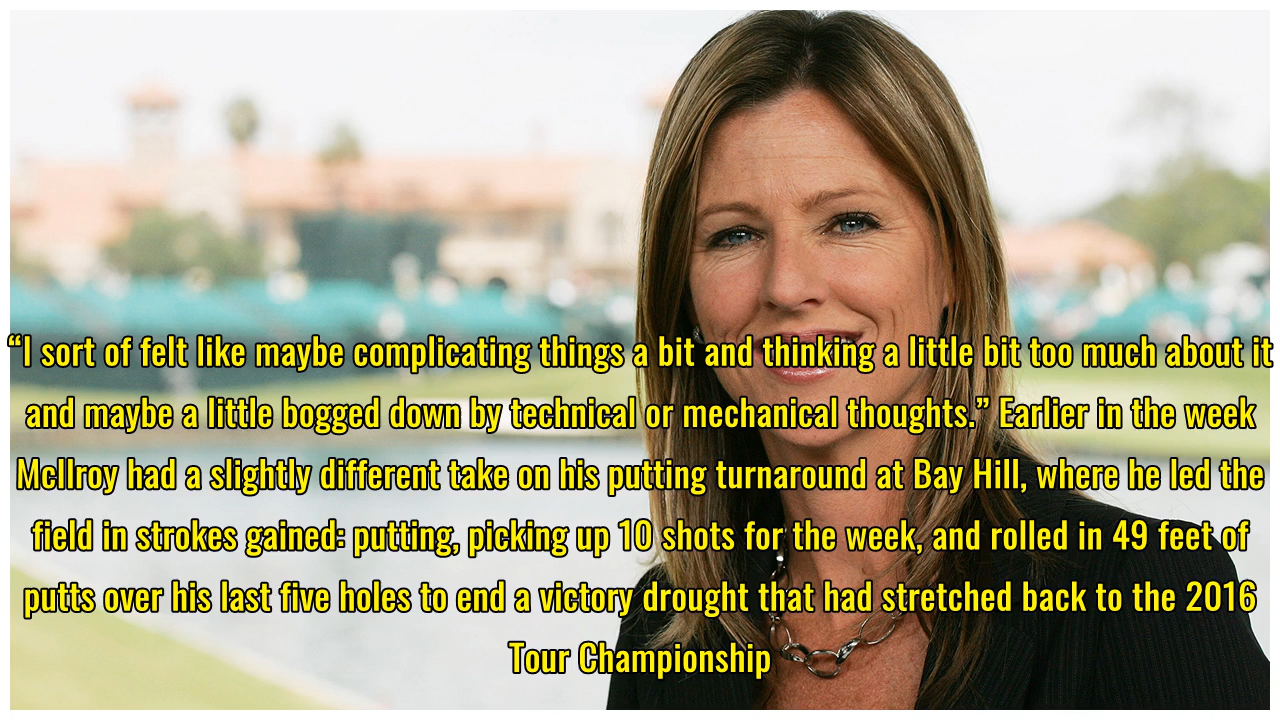 “I sort of felt like maybe complicating things a bit and thinking a little bit too much about it
and maybe a little bogged down by technical or mechanical thoughts.” Earlier in the week
McIlroy had a slightly different take on his putting turnaround at Bay Hill, where he led the
field in strokes gained: putting, picking up 10 shots for the week, and rolled in 49 feet of
putts over his last five holes to end a victory drought that had stretched back to the 2016
Tour Championship